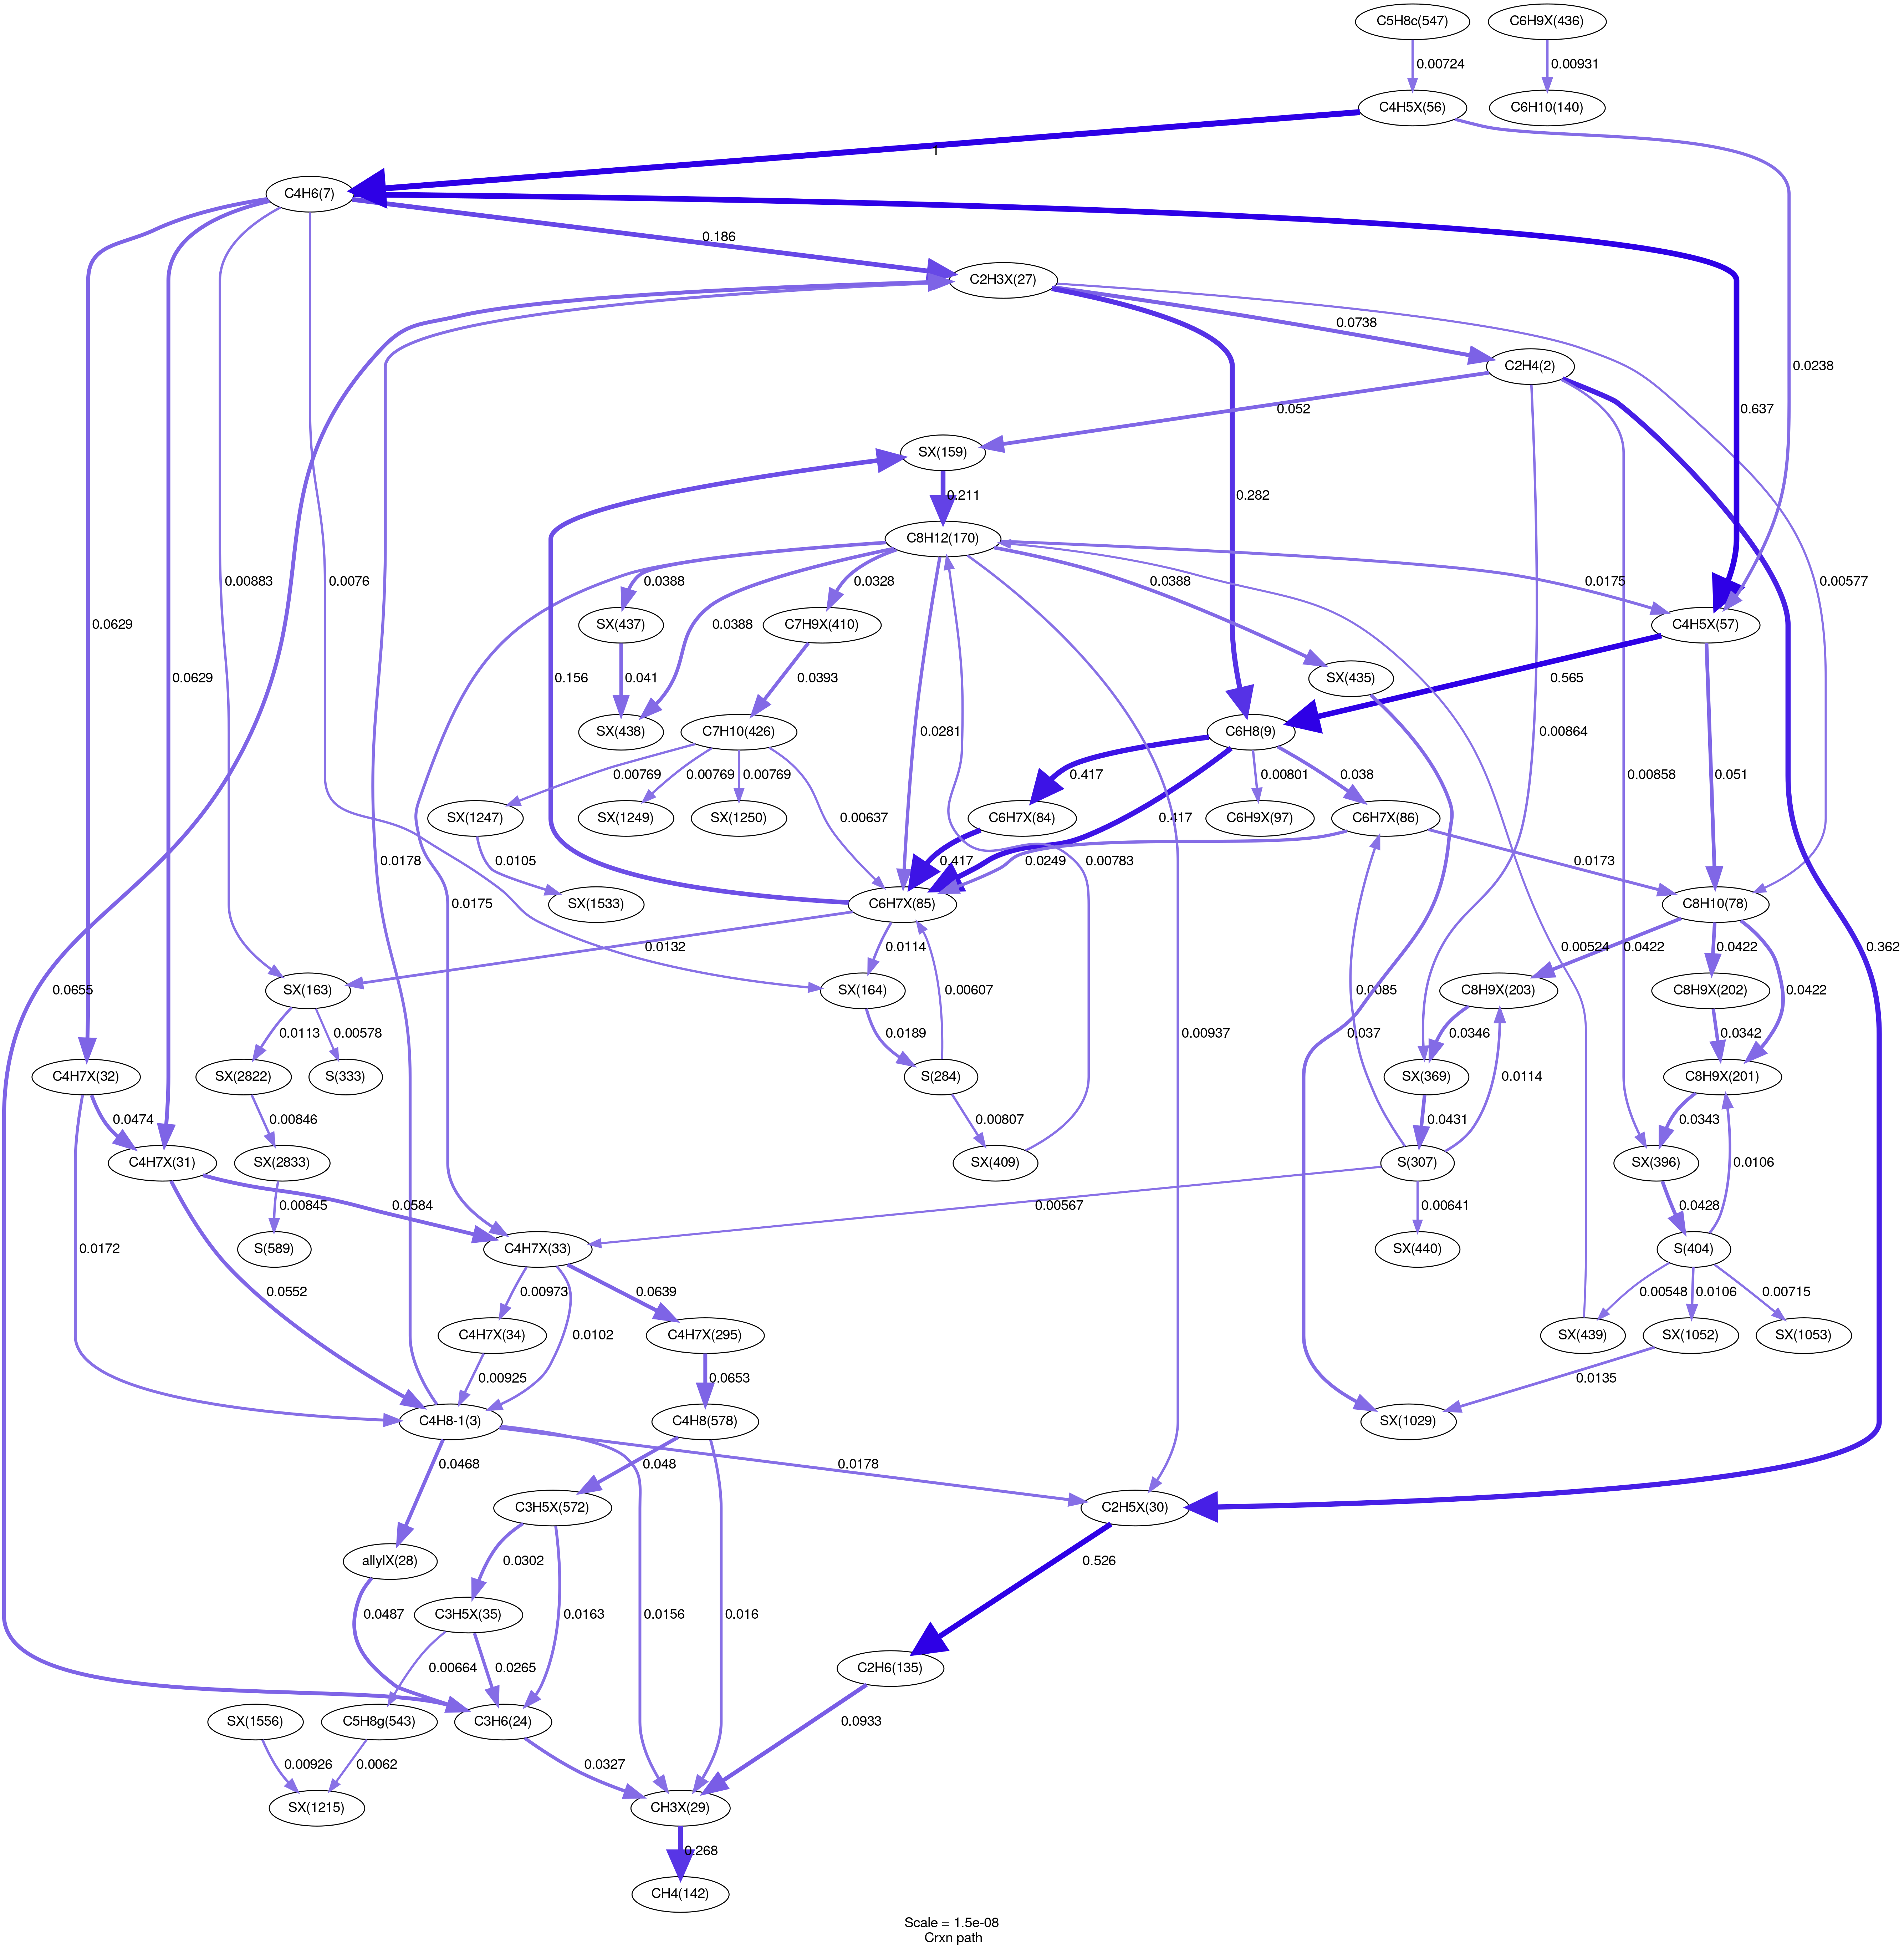 C5H8c(547)
C6H9X(436)
0.00724
0.00931
C4H5X(56)
C6H10(140)
1
C4H6(7)
0.186
C2H3X(27)
0.0738
C2H4(2)
0.0238
0.052
0.637
0.282
SX(159)
0.211
C8H12(170)
0.00883
0.0076
0.00577
0.0388
0.0328
0.0388
0.0175
0.0629
SX(437)
0.0388
C7H9X(410)
C4H5X(57)
0.0629
0.156
0.041
0.0393
SX(435)
0.565
0.00864
SX(438)
C7H10(426)
0.0281
C6H8(9)
0.00769
0.00769
0.00769
0.417
0.00801
0.038
0.00858
0.051
SX(1247)
SX(1249)
SX(1250)
0.00637
C6H7X(84)
0.417
C6H9X(97)
C6H7X(86)
0.0178
0.0105
0.417
0.0249
0.00783
0.0173
0.0175
SX(1533)
C6H7X(85)
C8H10(78)
0.0132
0.0114
0.00524
0.0422
0.0422
0.362
0.0655
SX(163)
SX(164)
0.0085
C8H9X(203)
C8H9X(202)
0.0422
0.0113
0.00578
0.0189
0.00607
0.00937
0.037
0.0346
0.0342
C4H7X(32)
SX(2822)
S(333)
S(284)
SX(369)
C8H9X(201)
0.0474
0.00846
0.00807
0.0431
0.0114
0.0343
C4H7X(31)
SX(2833)
SX(409)
S(307)
SX(396)
0.0584
0.00845
0.00567
0.00641
0.0428
0.0106
0.0172
S(589)
C4H7X(33)
SX(440)
S(404)
0.0552
0.00973
0.0639
0.00548
0.0106
0.00715
C4H7X(34)
0.0102
C4H7X(295)
SX(439)
SX(1052)
SX(1053)
0.00925
0.0653
0.0135
C4H8-1(3)
C4H8(578)
SX(1029)
0.0468
0.048
0.0178
C3H5X(572)
C2H5X(30)
allylX(28)
0.0302
0.526
0.0487
C3H5X(35)
0.0163
0.0156
0.016
0.00664
0.0265
C2H6(135)
SX(1556)
C5H8g(543)
C3H6(24)
0.0933
0.00926
0.0062
0.0327
SX(1215)
CH3X(29)
0.268
CH4(142)
Scale = 1.5e-08
Crxn path